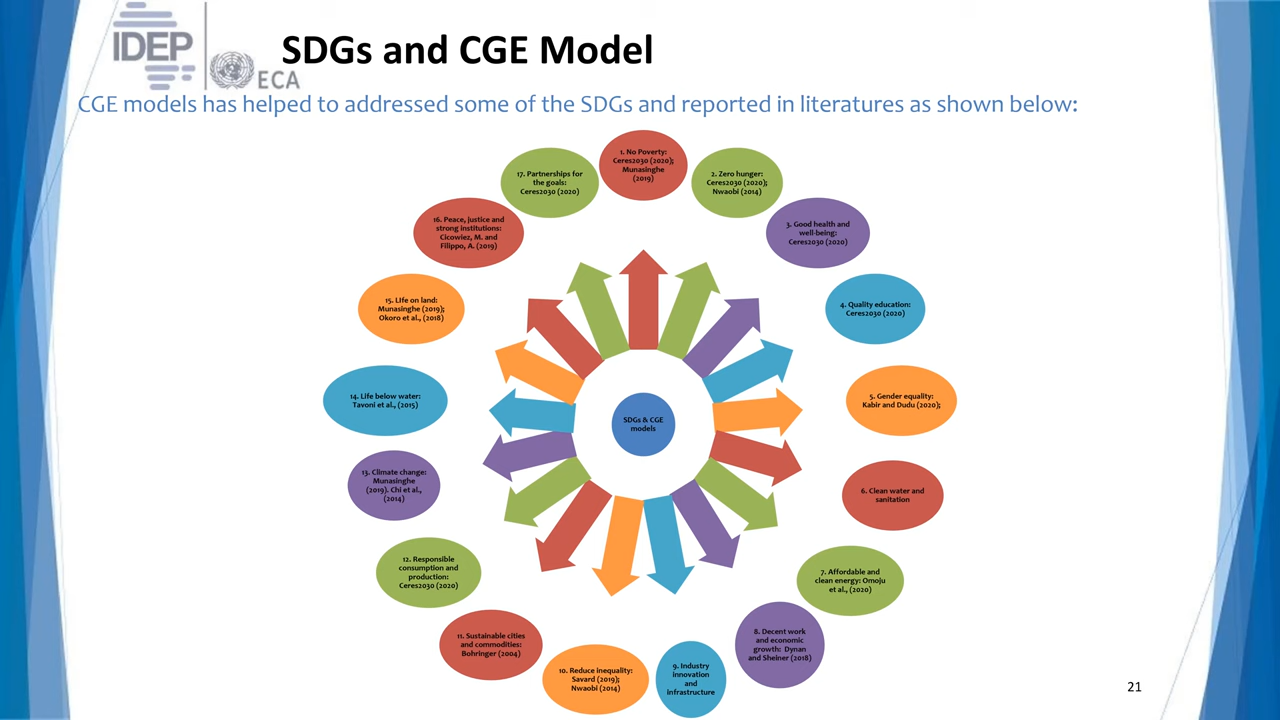 IDEP
ECA
SDGs and CGE Model
CGE models has helped to addressed some of the SDGs and reported in literatures as shown below:
1. No Poverty:
Ceres2030 (2020);
Munasinghe
(2019)
2. Zero hunger:
Ceres2030 (2020);
Nwaobi (2014)
3. Good health and
well-being:
Ceres2030 (2020)
4. Quality education:
Ceres2030 (2020)
5. Gender equality:
Kabir and Dudu (2020);
6. Clean water and
sanitation
7. Affordable and
clean energy: Omoju
et al., (2020)
8. Decent work
and economic
growth: Dynan
and Sheiner (2018)
9. Industry
innovation
and
infrastructure
10. Reduce inequality:
Savard (2019);
Nwaobi (2014)
11. Sustainable cities
and commodities:
Bohringer (2004)
12. Responsible
consumption and
production:
Ceres2030 (2020)
13. Climate change:
Munasinghe
(2019). Chi et al.,
(2014)
14. Life below water:
Tavoni et al., (2015)
15. Life on land:
Munasinghe (2019);
Okoro et al., (2018)
16. Peace, justice and
strong institutions:
Cicowiez, M. and
Filippo, A. (2019)
17. Partnerships for
the goals:
Ceres2030 (2020)
SDGs & CGE
models
21